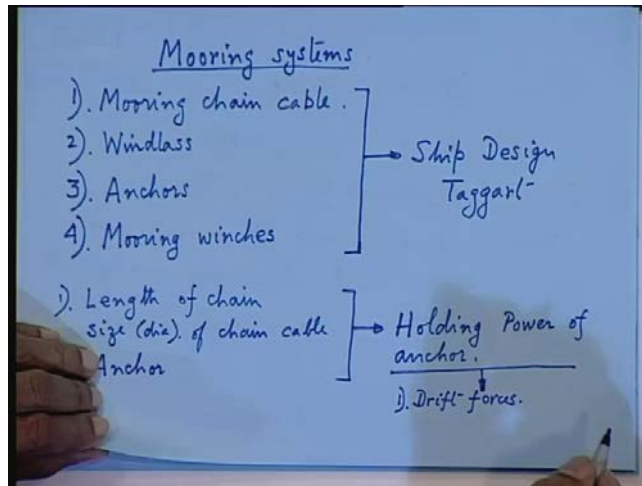 Mooring systems
1). Mooring chain cable.
2). Windlass
3). Anchors
4). Mooring winches
Ship Design
Taggart
1). Length of chain
size (dia). of chain cable
Anchor
Holding Power of
anchor.
1). Drift forces.